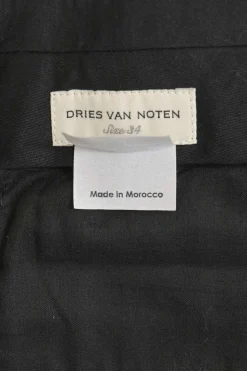 DRIES VAN NOTEN
Size 34
Made in Morocco